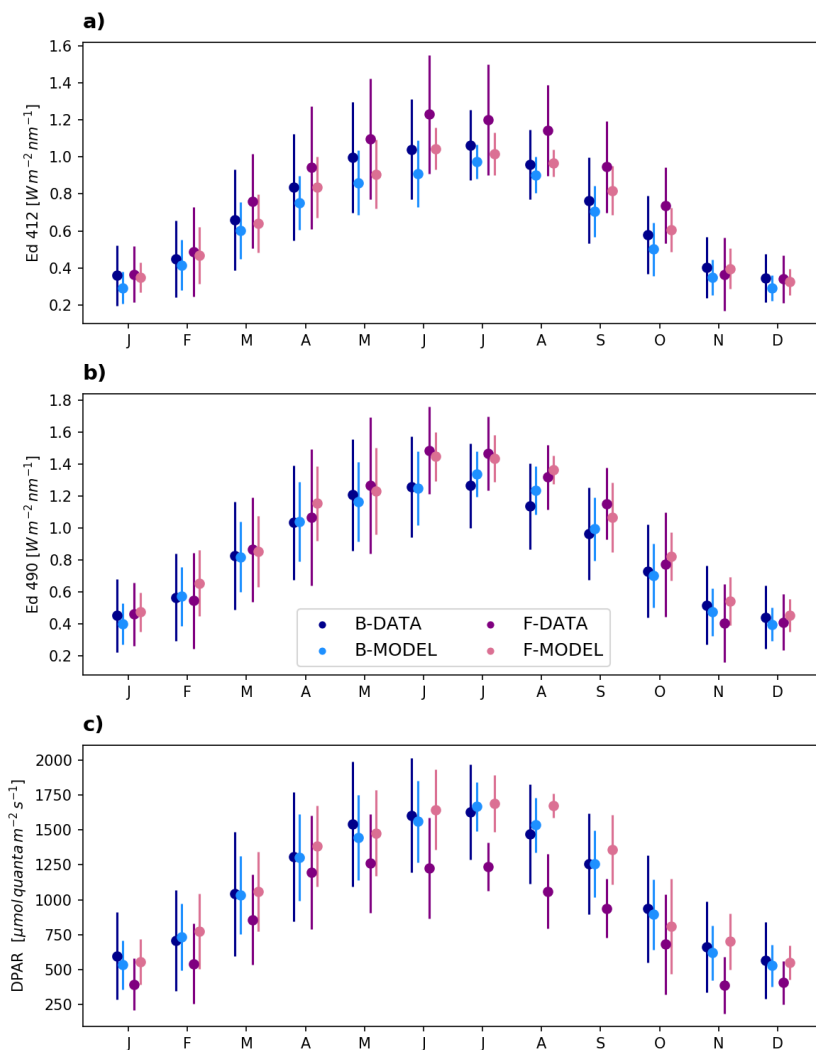 a)
1.6
1.4
1.2
1.0
0.8
0.6
0.4
0.2
Ed 412 [W m⁻² nm⁻¹]
J F M A M J J A S O N D
b)
1.8
1.6
1.4
1.2
1.0
0.8
0.6
0.4
0.2
Ed 490 [W m⁻² nm⁻¹]
B-DATA F-DATA
B-MODEL F-MODEL
J F M A M J J A S O N D
c)
2000
1750
1500
1250
1000
750
500
250
DPAR [μmol quanta m⁻² s⁻¹]
J F M A M J J A S O N D